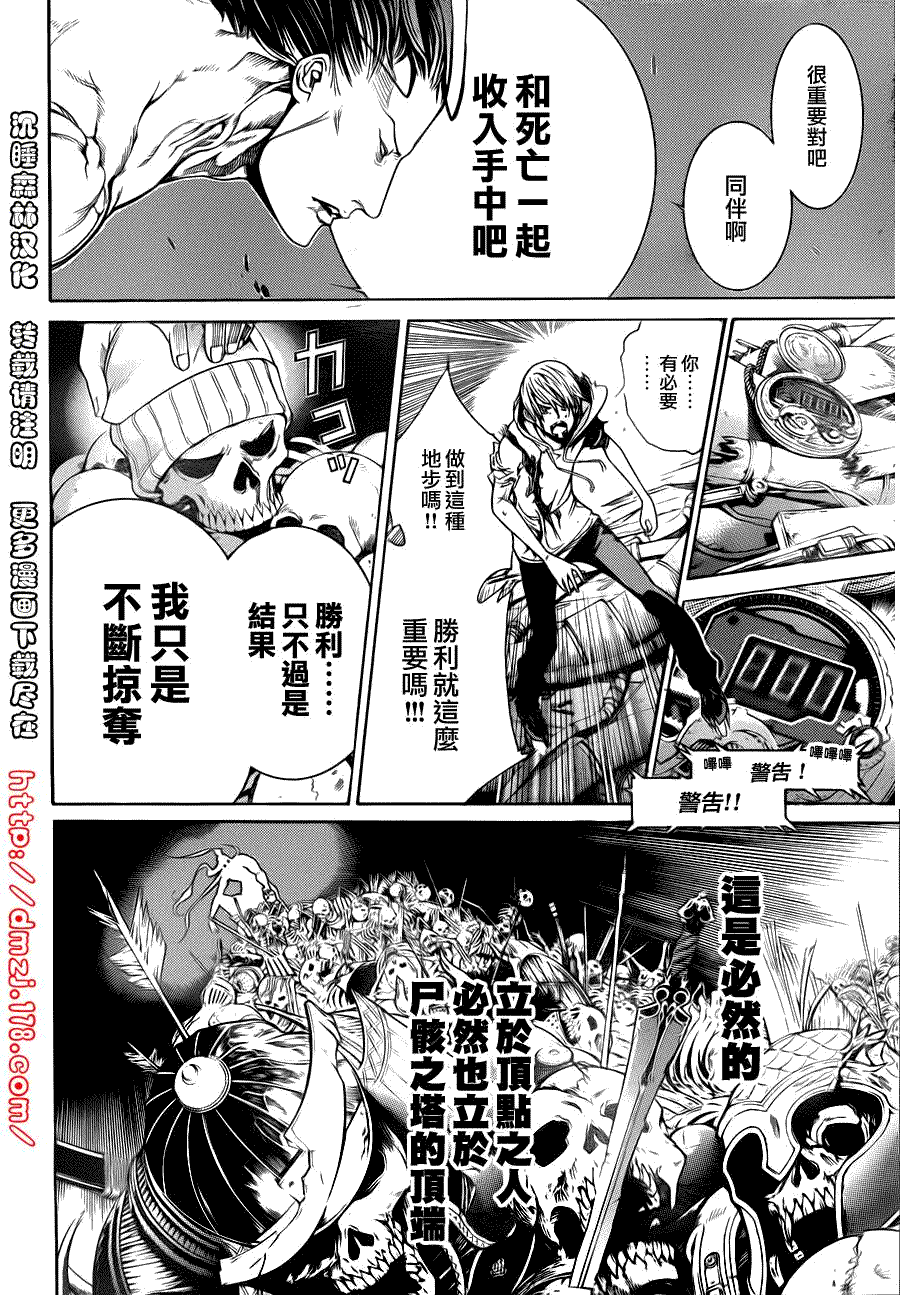 很重要對吧
同伴啊
和死亡一起
收入手中吧
你……
有必要
……
做到這種
地步嗎!!
勝利就這麼
重要嗎!!!
000
嗶嗶嗶
警告！
嗶嗶
警告!!
カコッ
勝利……
只不過是
結果
我只是
不斷掠奪
這是必然的
立於頂點之人
必然也立於
尸骸之塔的頂端
沉睡森林汉化 转载请注明 更多漫画下载尽在 http://dmzj.178.com/